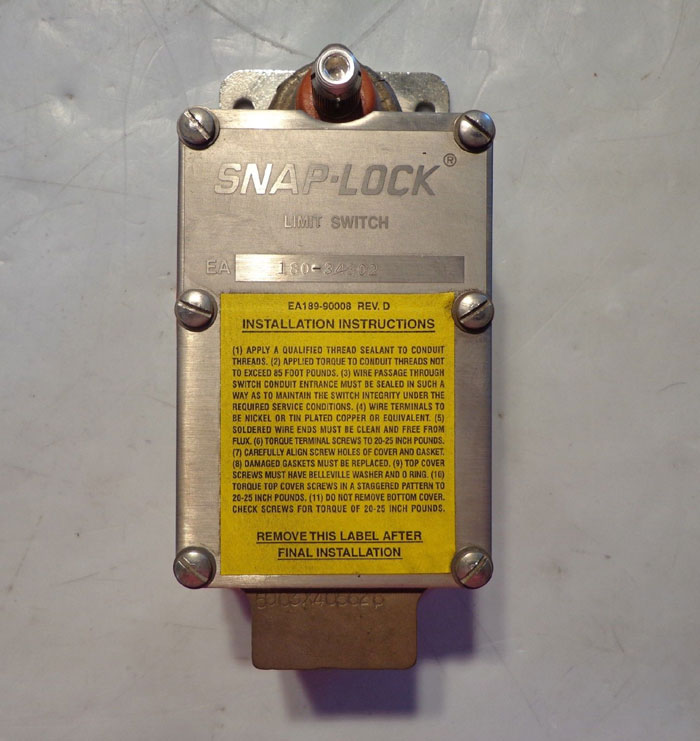 SNAP-LOCK®
LIMIT SWITCH
EA
EA189-90008 REV. D
INSTALLATION INSTRUCTIONS
(1) APPLY A QUALIFIED THREAD SEALANT TO CONDUIT
THREADS. (2) APPLIED TORQUE TO CONDUIT THREADS NOT
TO EXCEED 85 FOOT POUNDS. (3) WIRE PASSAGE THROUGH
SWITCH CONDUIT ENTRANCE MUST BE SEALED IN SUCH A
WAY AS TO MAINTAIN THE SWITCH INTEGRITY UNDER THE
REQUIRED SERVICE CONDITIONS. (4) WIRE TERMINALS TO
BE NICKEL OR TIN PLATED COPPER OR EQUIVALENT. (5)
SOLDERED WIRE ENDS MUST BE CLEAN AND FREE FROM
FLUX. (6) TORQUE TERMINAL SCREWS TO 20-25 INCH POUNDS.
(7) CAREFULLY ALIGN SCREW HOLES OF COVER AND GASKET.
(8) DAMAGED GASKETS MUST BE REPLACED. (9) TOP COVER
SCREWS MUST HAVE BELLEVILLE WASHER AND O RING. (10)
TORQUE TOP COVER SCREWS IN A STAGGERED PATTERN TO
20-25 INCH POUNDS. (11) DO NOT REMOVE BOTTOM COVER.
CHECK SCREWS FOR TORQUE OF 20-25 INCH POUNDS.
REMOVE THIS LABEL AFTER
FINAL INSTALLATION